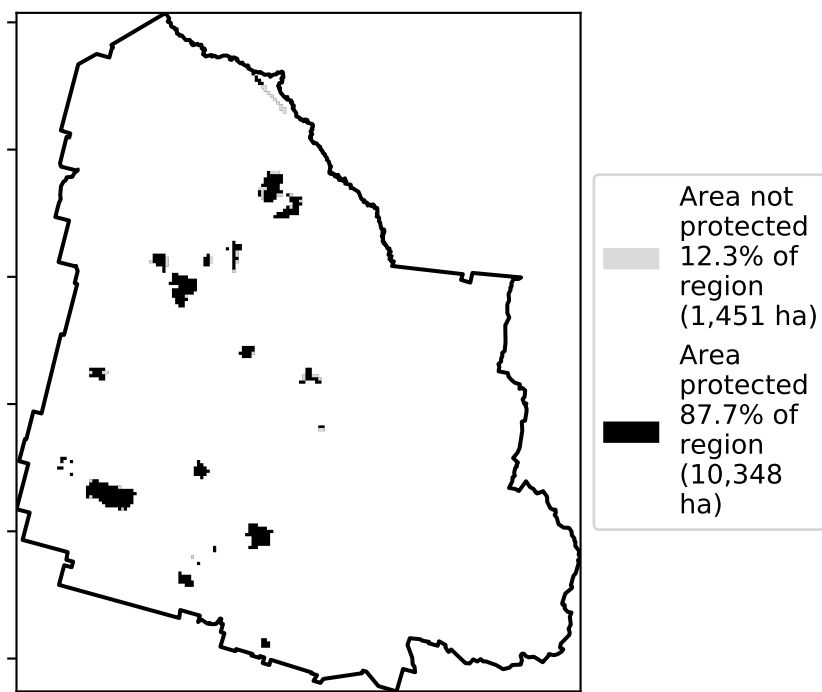 Area not
protected
12.3% of
region
(1,451 ha)
Area
protected
87.7% of
region
(10,348
ha)